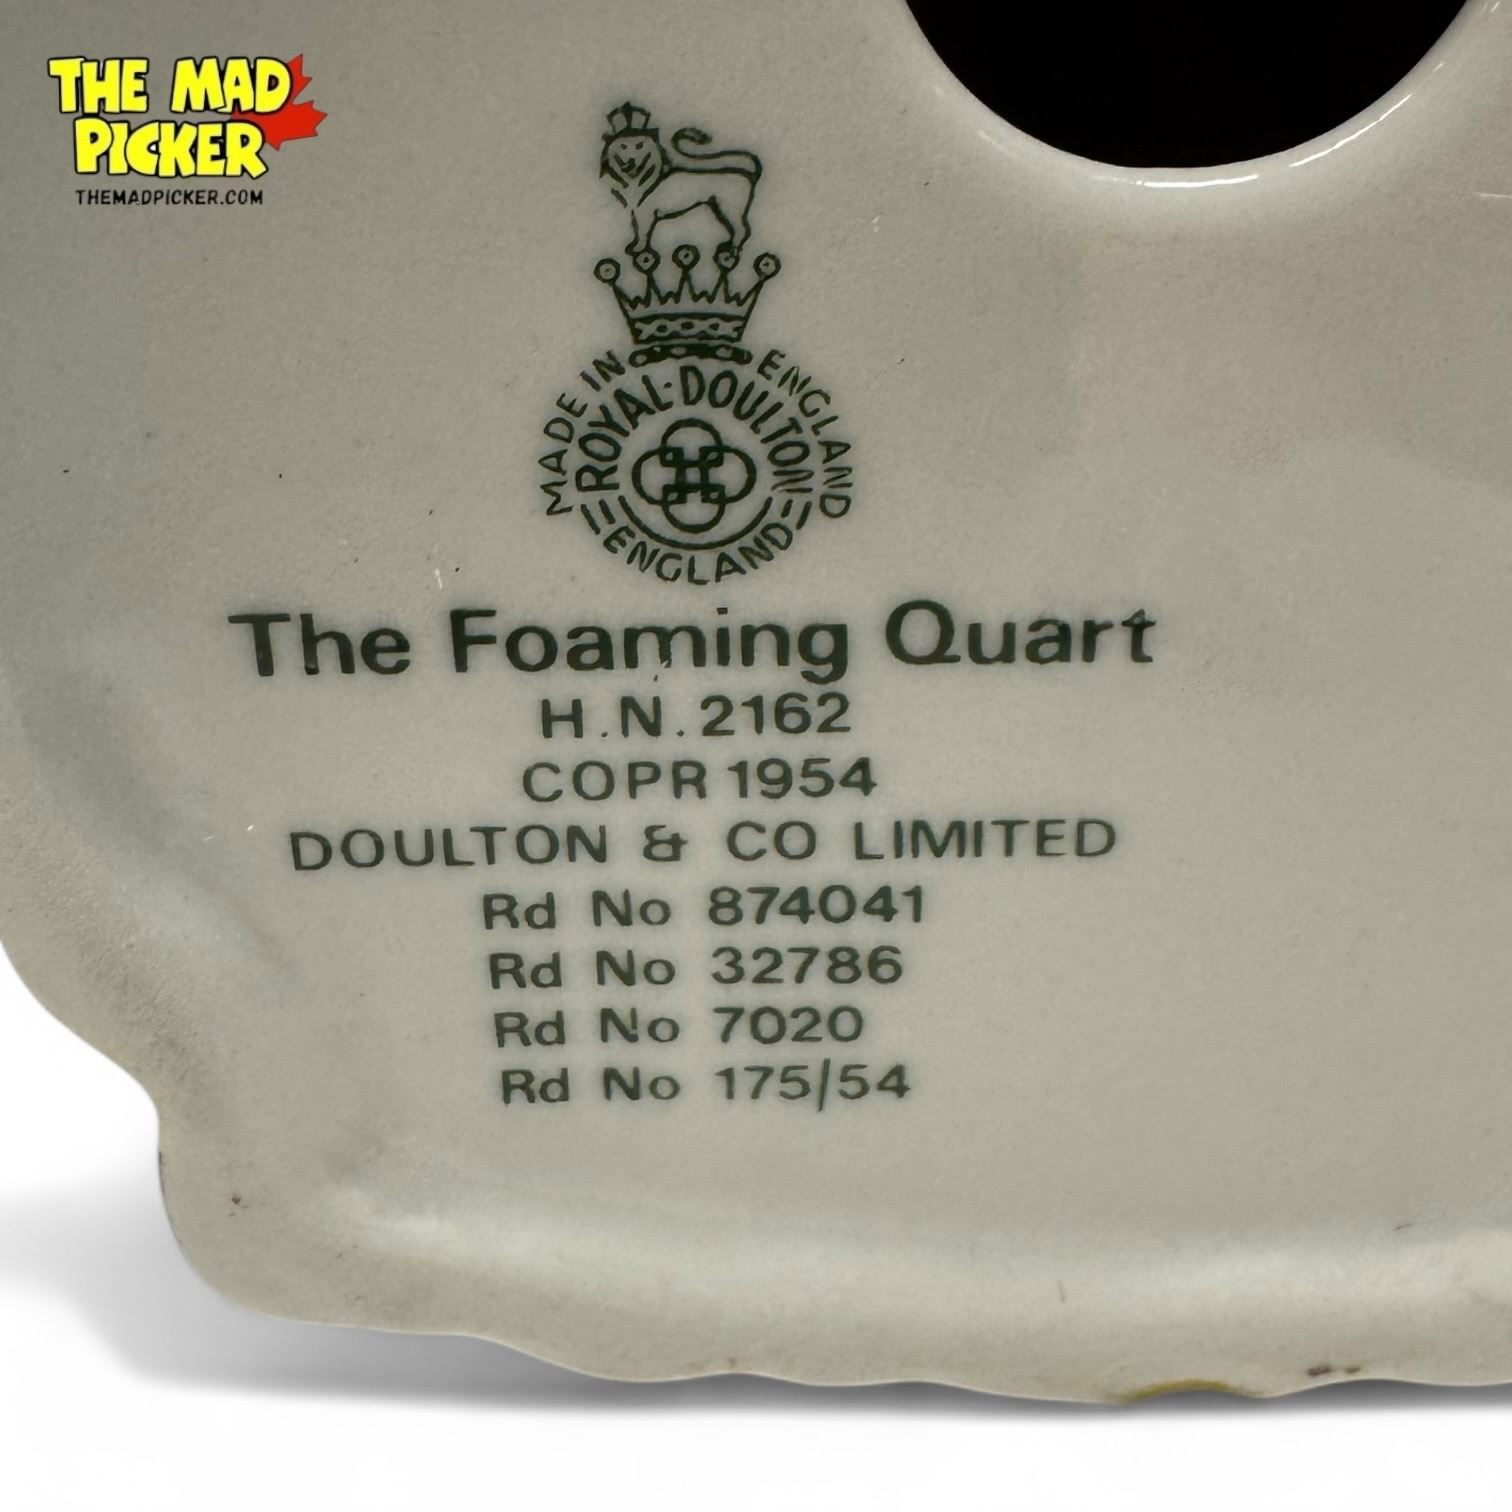 THE MAD
PICKER
THEMADPICKER.COM
MADE IN ENGLAND
ROYAL·DOULTON
ENGLAND
The Foaming Quart
H.N.2162
COPR 1954
DOULTON & CO LIMITED
Rd No 874041
Rd No 32786
Rd No 7020
Rd No 175/54